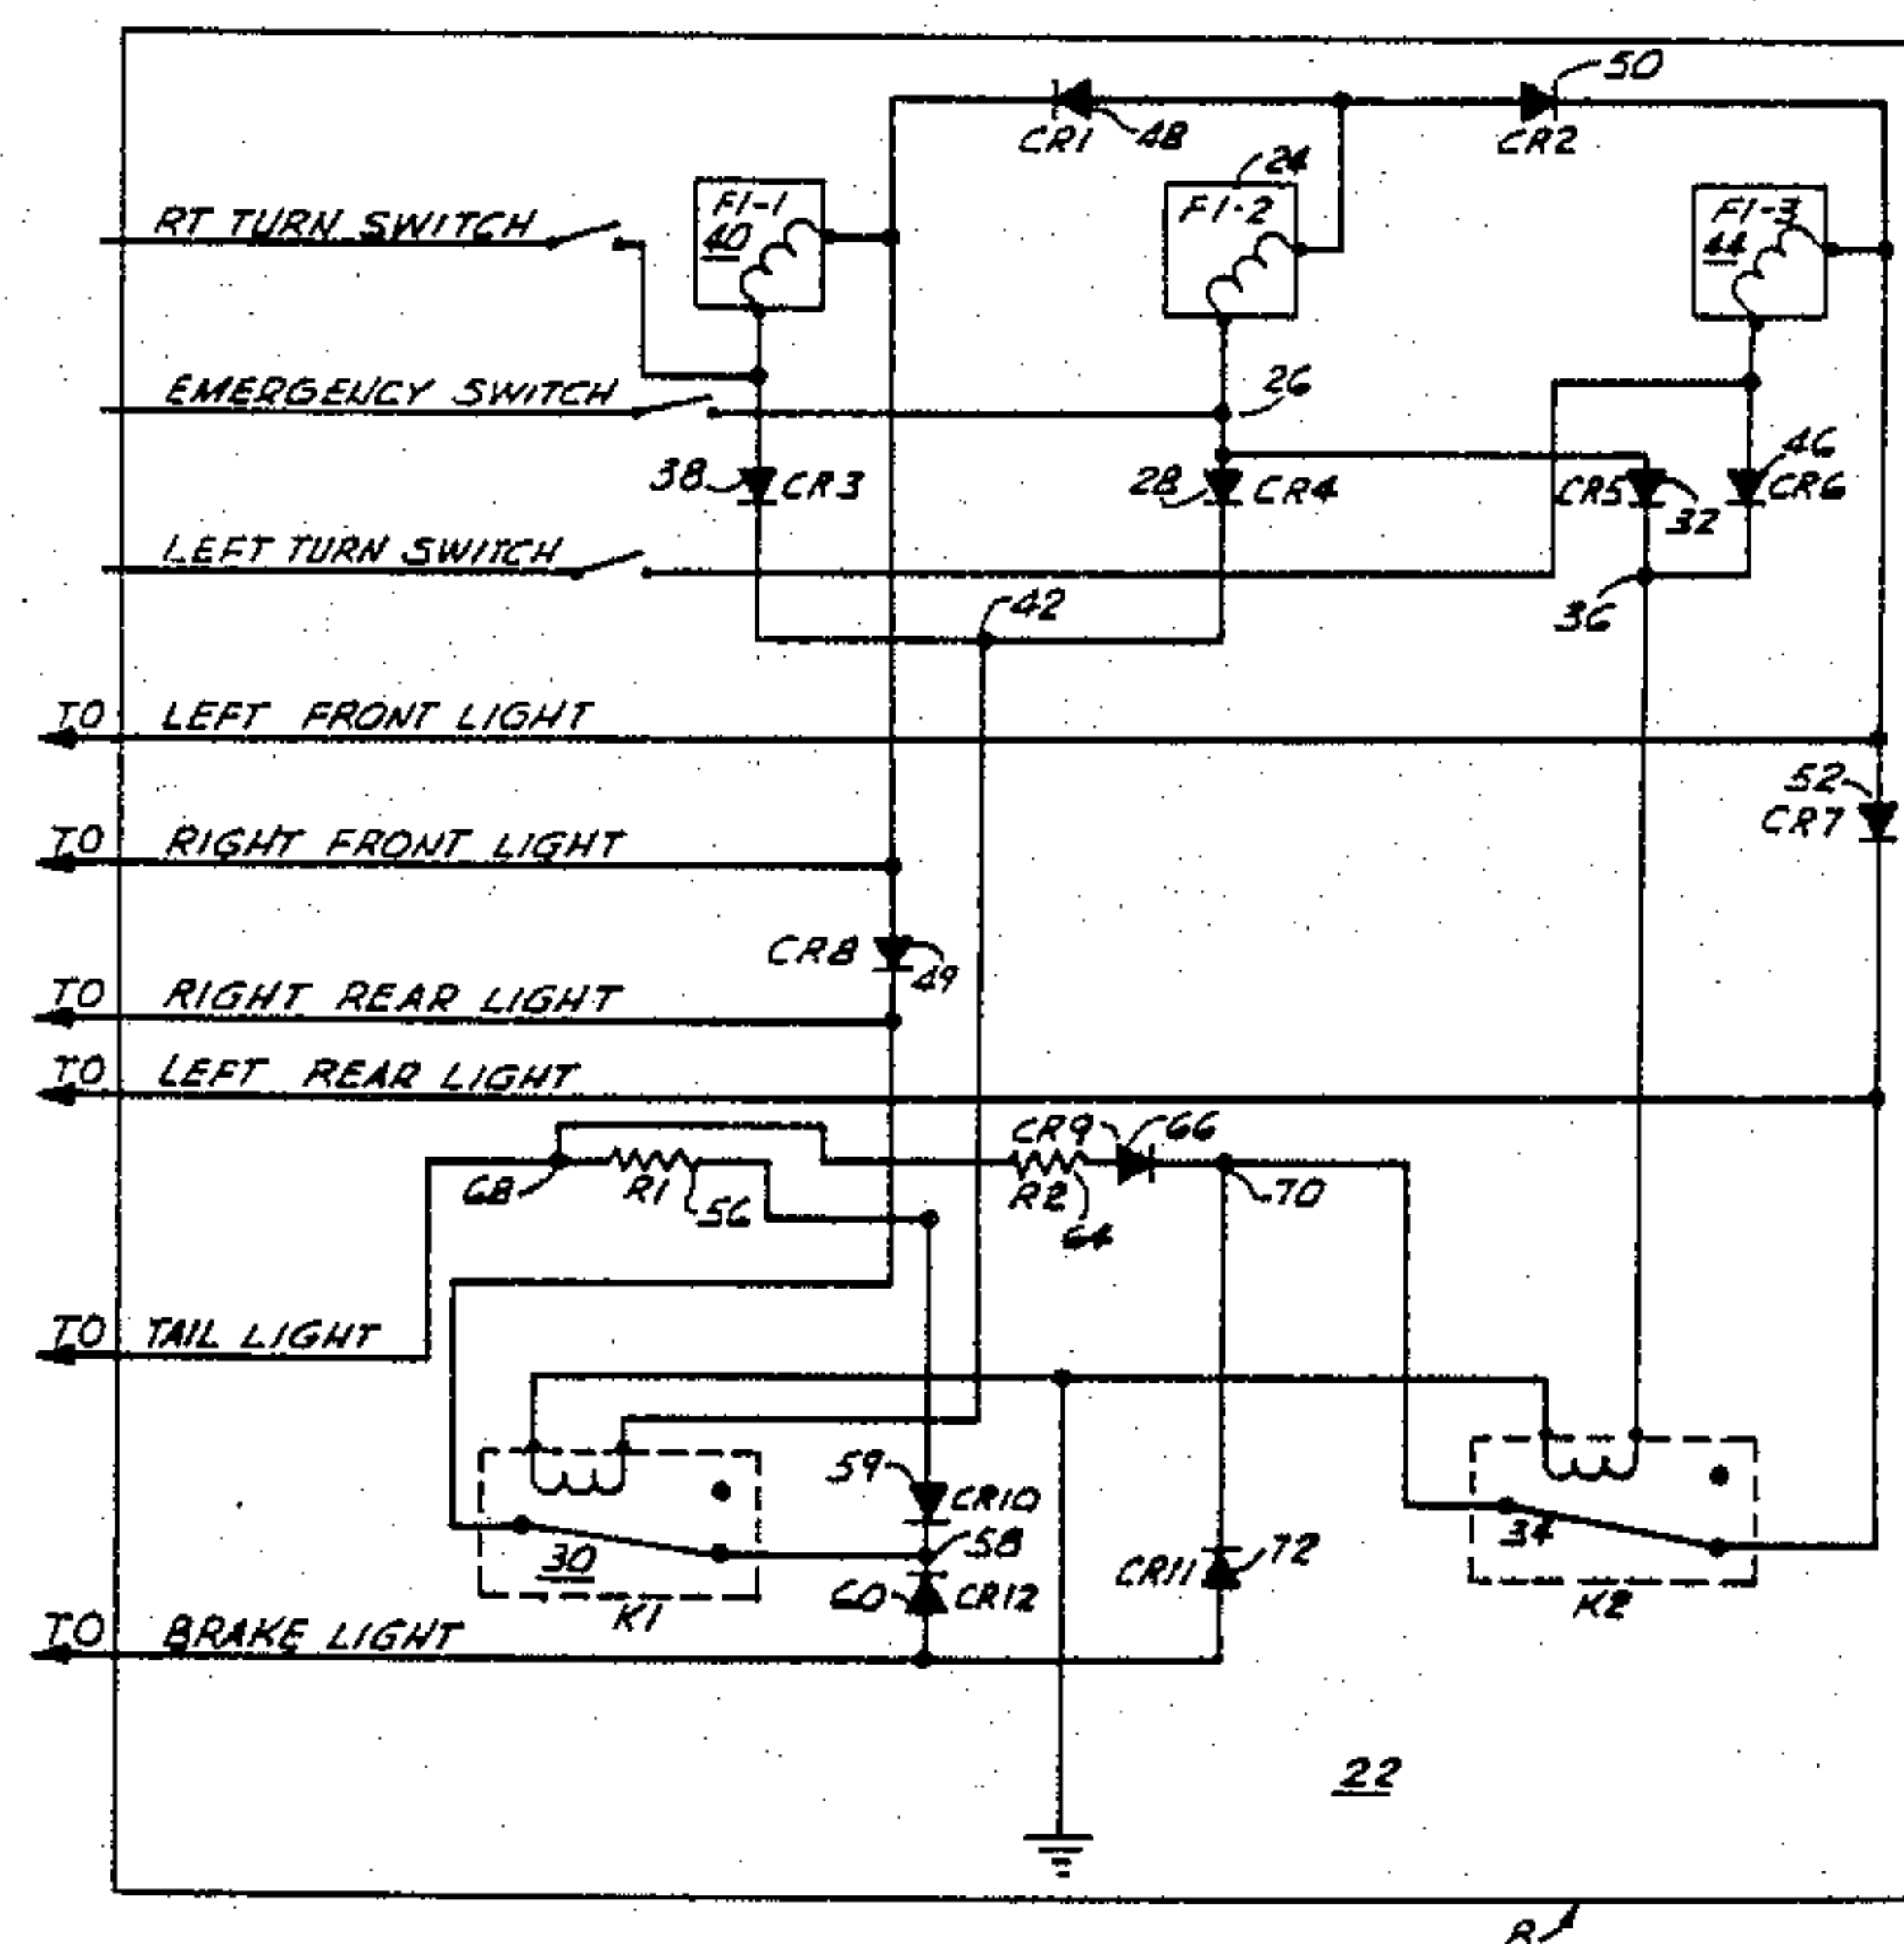 50
CR1 48 CR2
24
F1-1 F1-2 F1-3
40 44
RT TURN SWITCH
EMERGENCY SWITCH 26
38 CR3 28 CR4 CR5 32 46 CR6
LEFT TURN SWITCH
42 36
TO LEFT FRONT LIGHT
52
CR7
TO RIGHT FRONT LIGHT
CR8 49
TO RIGHT REAR LIGHT
TO LEFT REAR LIGHT
CR9 66
68 R1 56 R2 64 70
TO TAIL LIGHT
59 CR10
58
30 34
60 CR12 CR11 72
K1 K2
TO BRAKE LIGHT
22